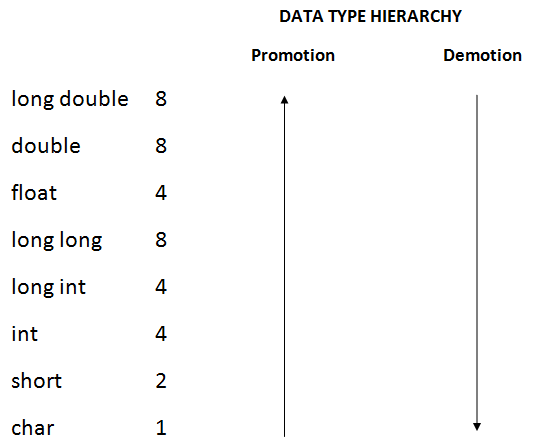 DATA TYPE HIERARCHY
Promotion Demotion
long double 8
double 8
float 4
long long 8
long int 4
int 4
short 2
char 1